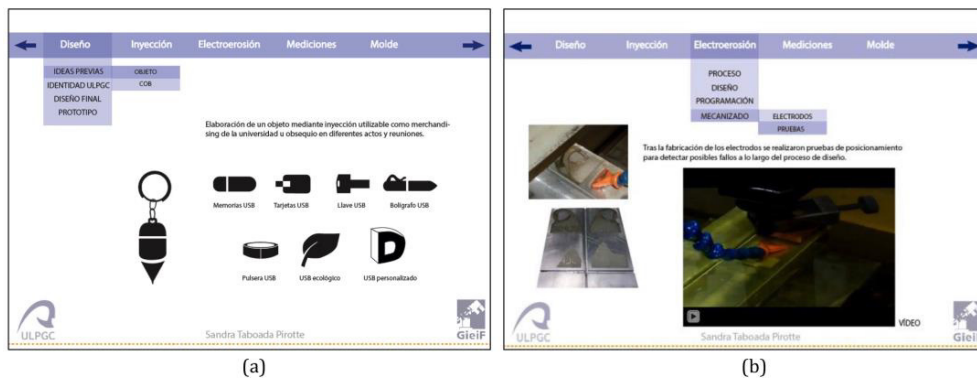 Diseño Inyección Electroerosión Mediciones Molde
IDEAS PREVIAS OBJETO
IDENTIDAD ULPGC COB
DISEÑO FINAL
PROTOTIPO
Elaboración de un objeto mediante inyección utilizable como merchandi-
sing de la universidad u obsequio en diferentes actos y reuniones.
Memorias USB Tarjetas USB Llave USB Bolígrafo USB
Pulsera USB USB ecológico USB personalizado
ULPGC
Sandra Taboada Pirotte
GieiF
(a)
Diseño Inyección Electroerosión Mediciones Molde
PROCESO
DISEÑO
PROGRAMACIÓN
MECANIZADO ELECTRODOS
PRUEBAS
Tras la fabricación de los electrodos se realizaron pruebas de posicionamiento
para detectar posibles fallos a lo largo del proceso de diseño.
VÍDEO
ULPGC
Sandra Taboada Pirotte
GieiF
(b)